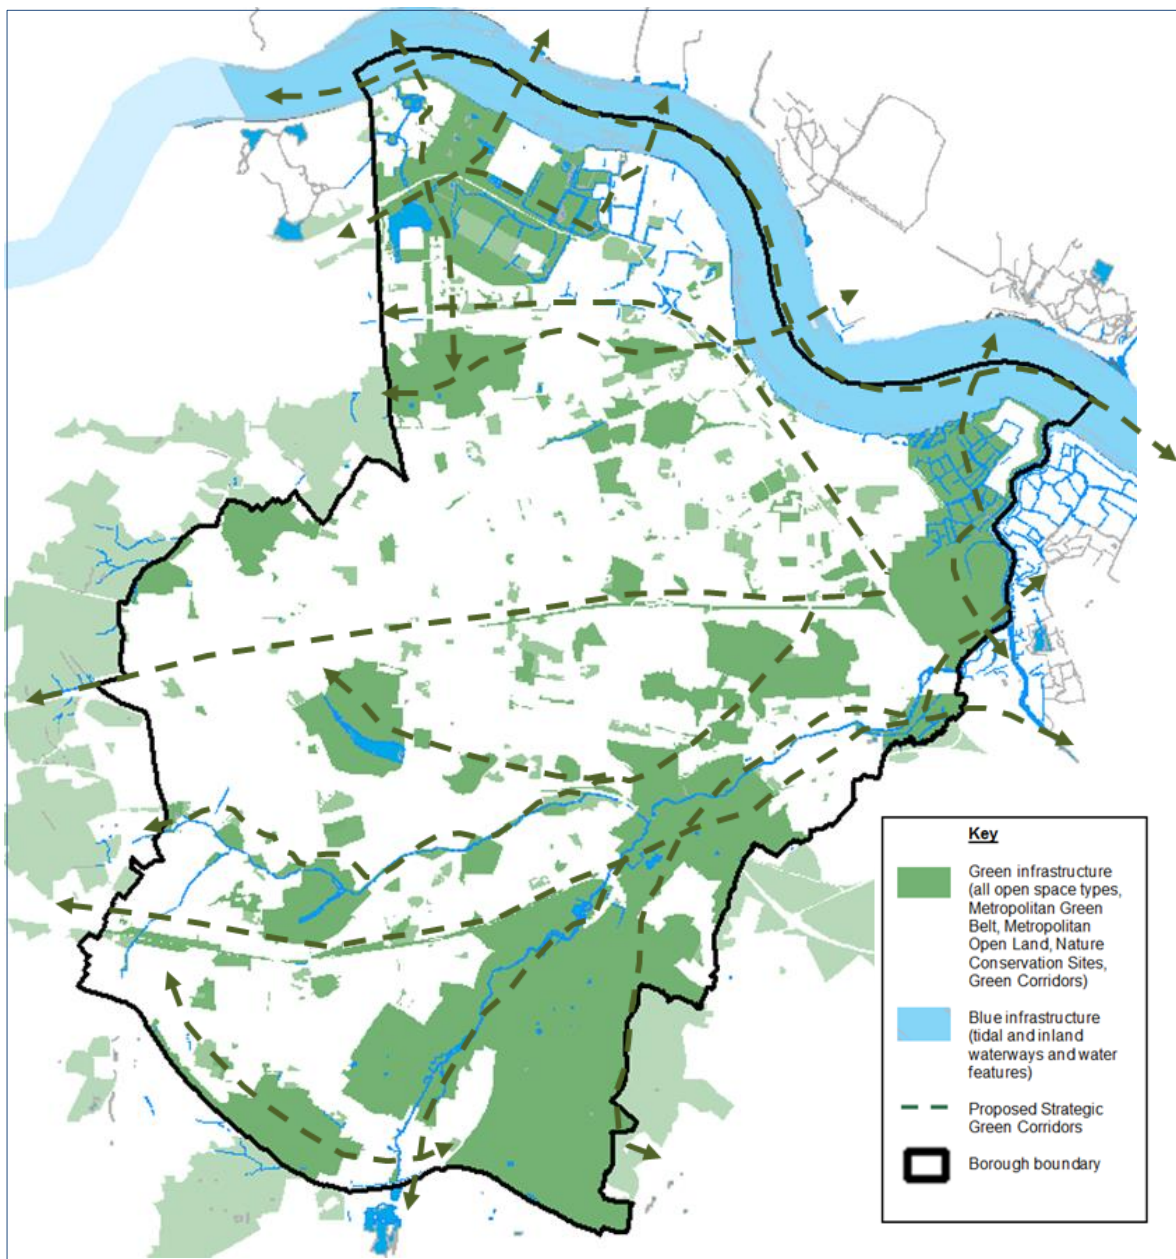 Key
Green infrastructure
(all open space types,
Metropolitan Green
Belt, Metropolitan
Open Land, Nature
Conservation Sites,
Green Corridors)
Blue infrastructure
(tidal and inland
waterways and water
features)
Proposed Strategic
Green Corridors
Borough boundary